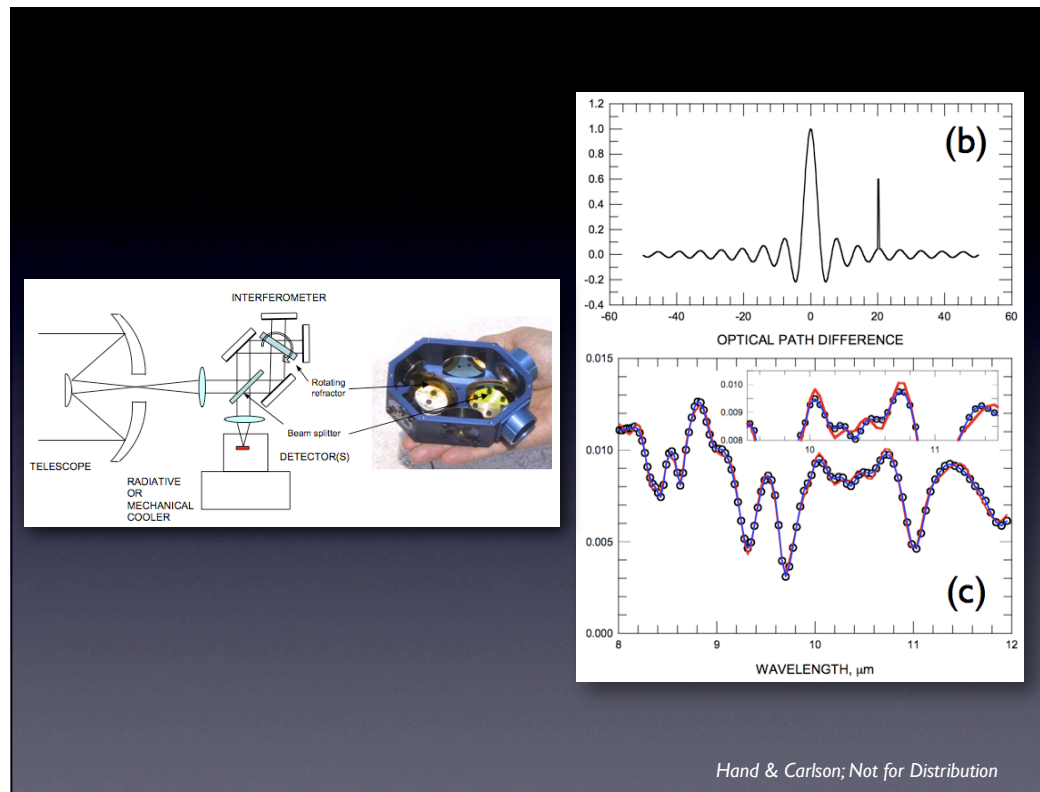 INTERFEROMETER
Rotating
refractor
Beam splitter
TELESCOPE
DETECTOR(S)
RADIATIVE
OR
MECHANICAL
COOLER
(b)
1.2
1.0
0.8
0.6
0.4
0.2
0.0
-0.2
-0.4
-60 -40 -20 0 20 40 60
OPTICAL PATH DIFFERENCE
0.015
0.010
0.005
0.000
0.010
0.009
0.008
10 11
(c)
8 9 10 11 12
WAVELENGTH, µm
Hand & Carlson; Not for Distribution